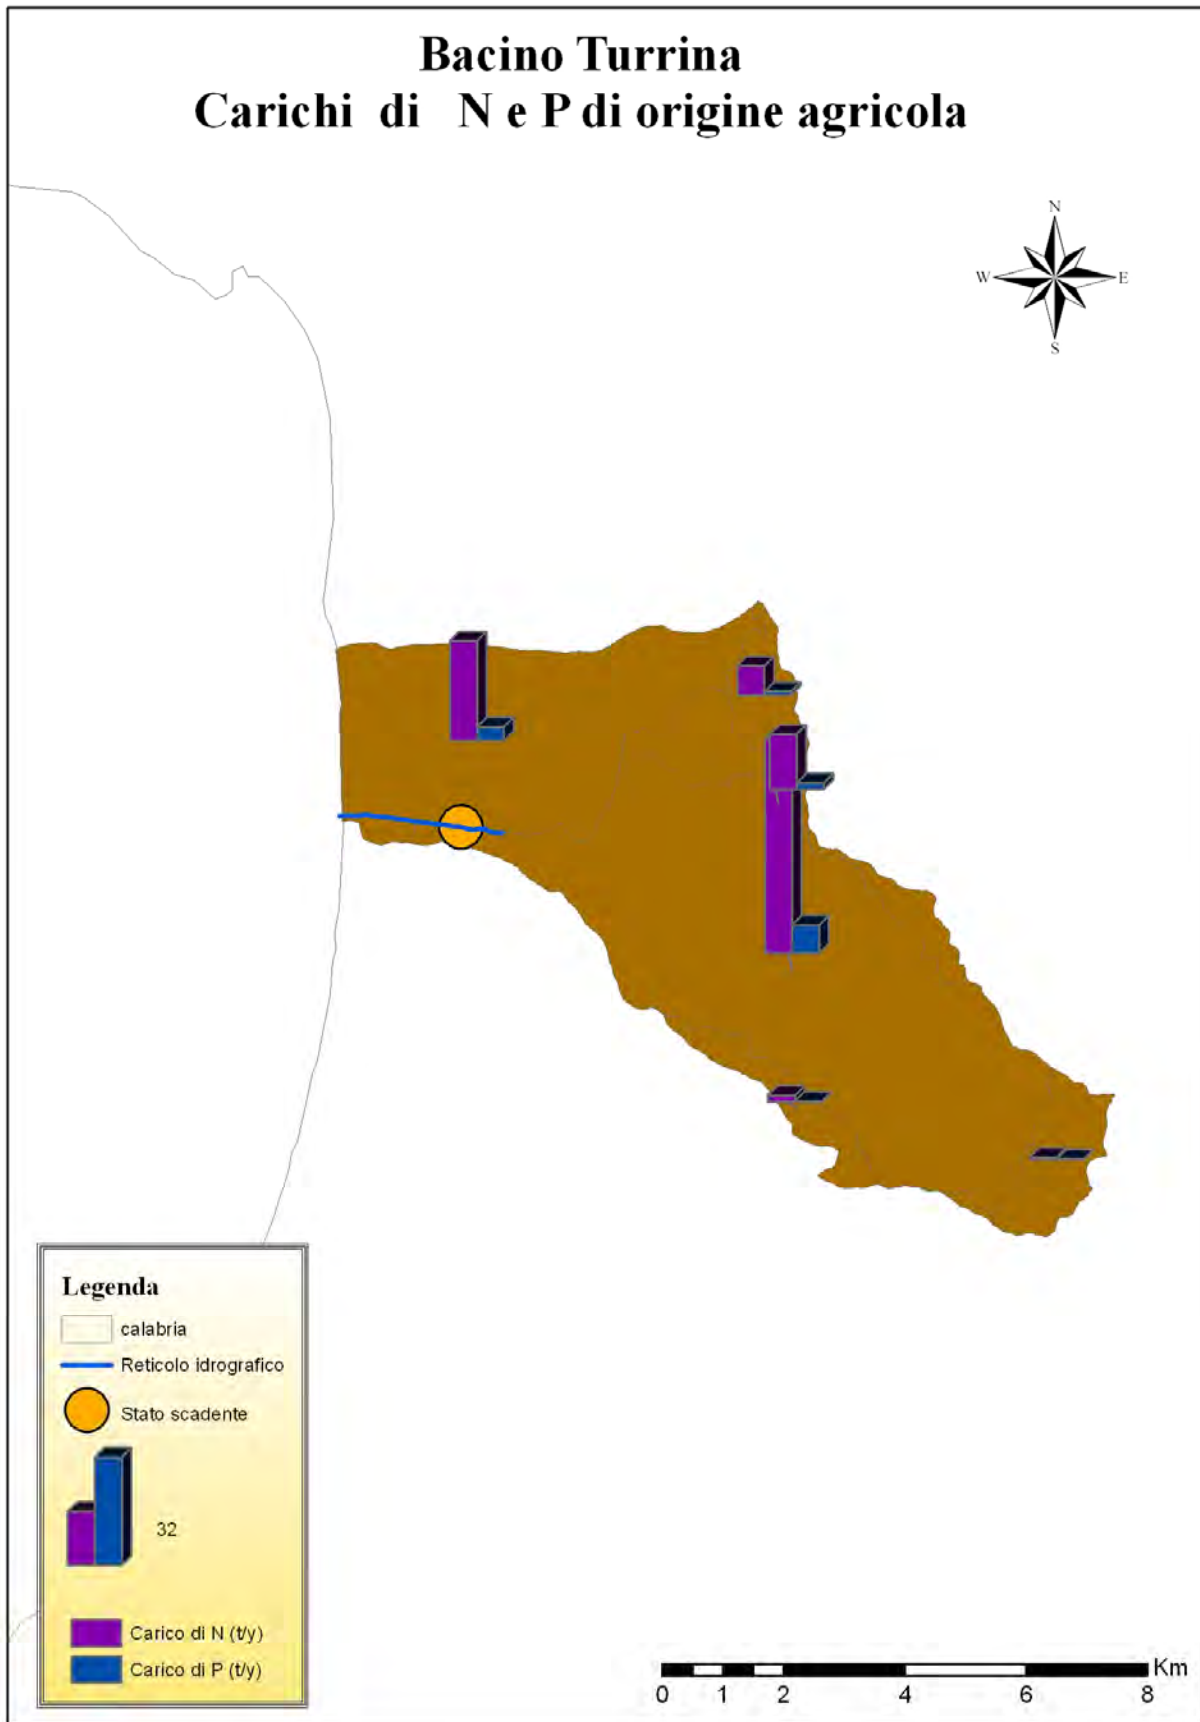 Bacino Turrina
Carichi di N e P di origine agricola
N
W E
S
Legenda
calabria
Reticolo idrografico
Stato scadente
32
Carico di N (t/y)
Carico di P (t/y)
Km
0 1 2 4 6 8